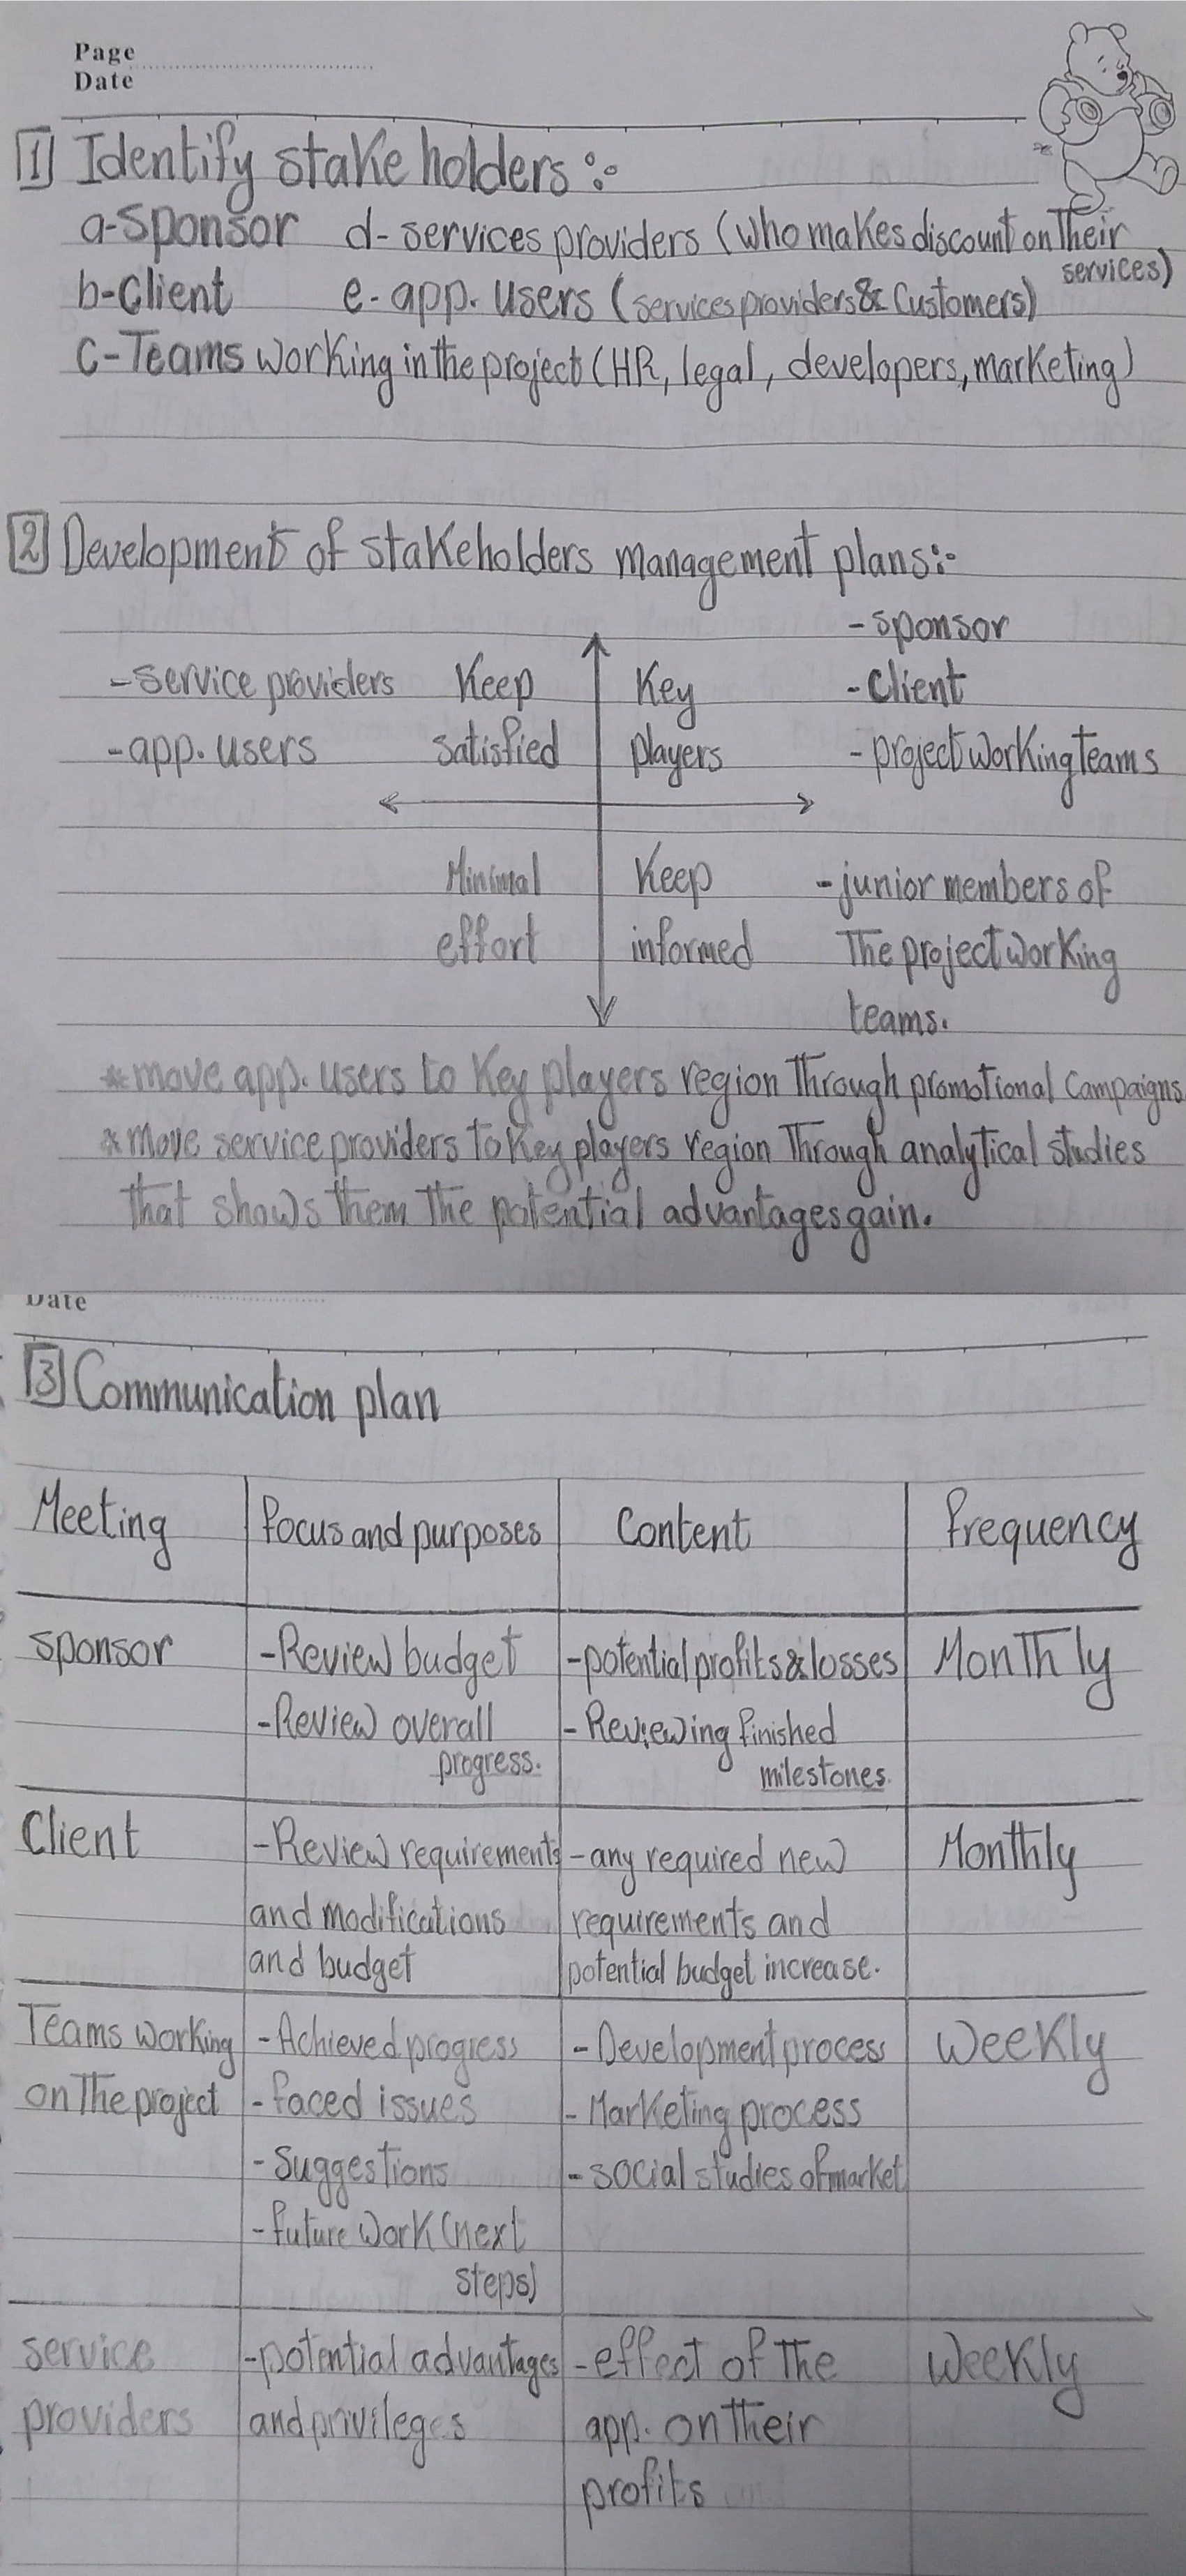 Page
Date
1 Identify stake holders :-
a-Sponsor d- services providers (who makes discount on Their services)
b-Client e- app. users (services providers & Customers)
C-Teams working in the project (HR, legal, developers, marketing)
2 Development of stakeholders management plans:-
- sponsor
- service providers Keep Key - Client
- app. users satisfied players - project working Teams
Minimal Keep - junior members of
effort informed The project working
teams.
* move app. users to Key players region Through promotional Campaigns
* move service providers To Key players region Through analytical studies
that shows them The potential advantages gain.
Date
3 Communication plan
Meeting focus and purposes Content frequency
sponsor - Review budget - potential profits & losses Monthly
- Review overall - Reviewing finished
progress. milestones
Client - Review requirements - any required new Monthly
and modifications requirements and
and budget potential budget increase.
Teams working - Achieved progress - Development process Weekly
on The project - faced issues - Marketing process
- Suggestions - social studies of market
- future work (next
steps)
service - potential advantages - effect of The Weekly
providers and privileges app. on Their
profits